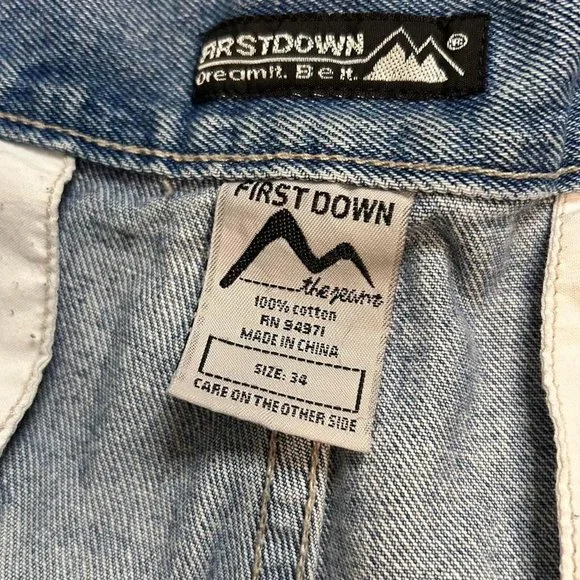 FIRSTDOWN ®
Dream It. Be It.
FIRST DOWN
the jeans
100% cotton
RN 94971
MADE IN CHINA
SIZE: 34
CARE ON THE OTHER SIDE